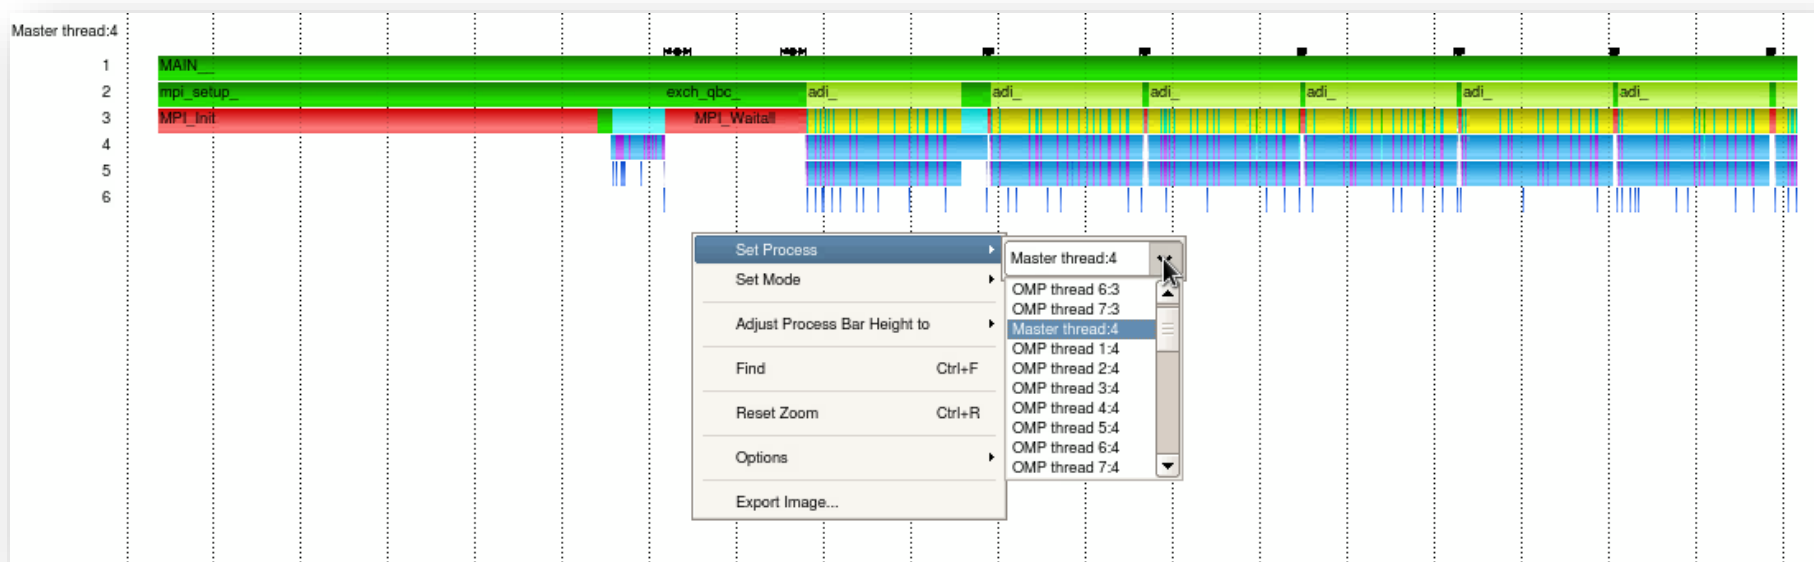 Master thread:4
1 MAIN__
2 mpi_setup_ exch_qbc_ adi_ adi_ adi_ adi_ adi_ adi_
3 MPI_Init MPI_Waitall
4
5
6
Set Process
Set Mode
Adjust Process Bar Height to
Find Ctrl+F
Reset Zoom Ctrl+R
Options
Export Image...
Master thread:4
OMP thread 6:3
OMP thread 7:3
Master thread:4
OMP thread 1:4
OMP thread 2:4
OMP thread 3:4
OMP thread 4:4
OMP thread 5:4
OMP thread 6:4
OMP thread 7:4